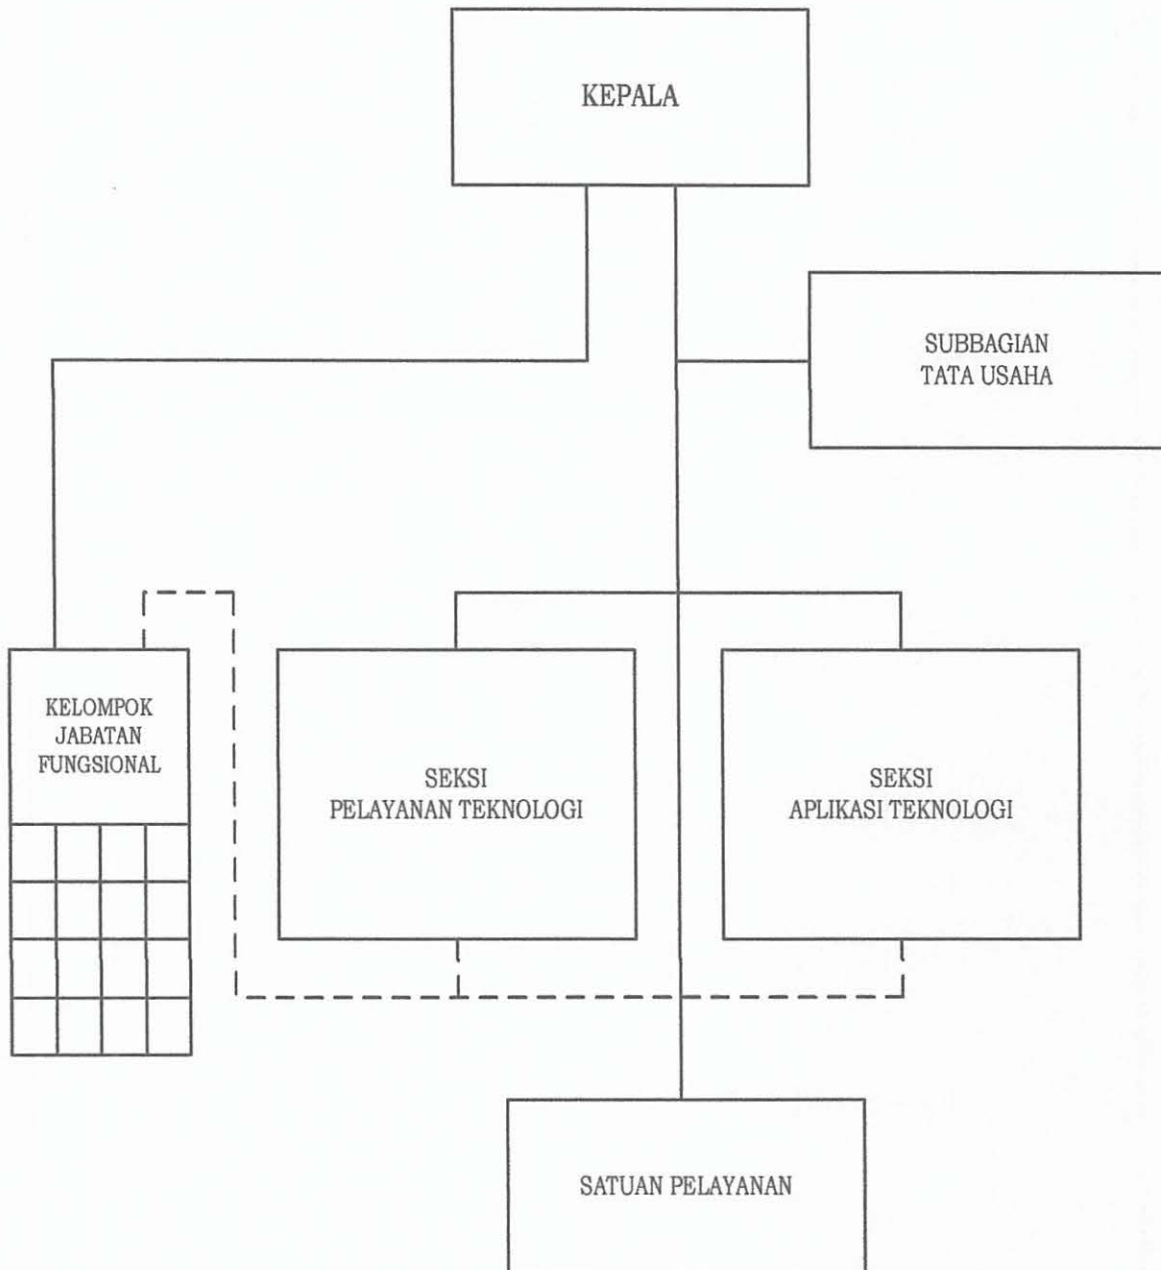 KEPALA
SUBBAGIAN
TATA USAHA
KELOMPOK
JABATAN
FUNGSIONAL
SEKSI
PELAYANAN TEKNOLOGI
SEKSI
APLIKASI TEKNOLOGI
SATUAN PELAYANAN